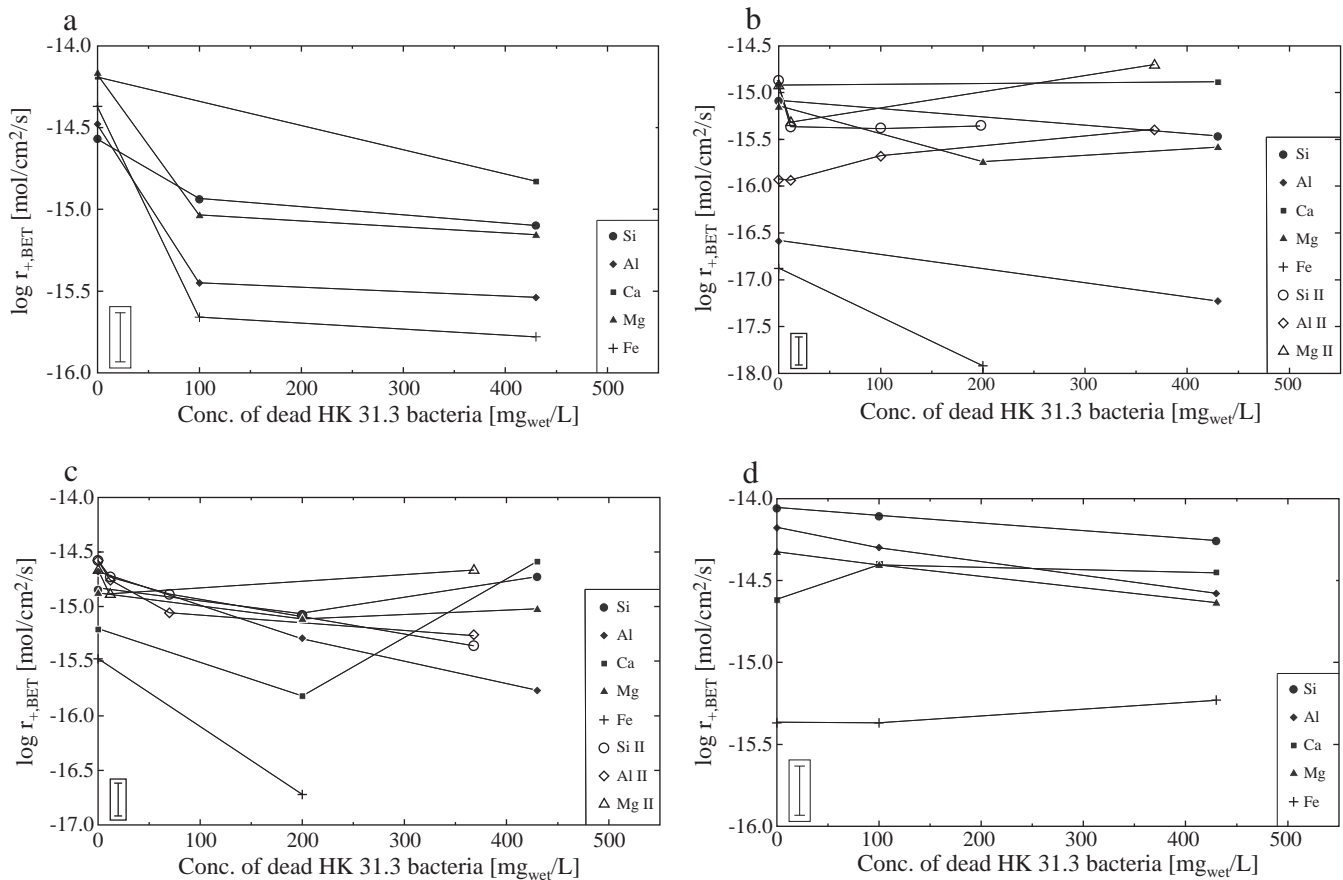 a
-14.0
-14.5
-15.0
-15.5
-16.0
log r+,BET [mol/cm2/s]
0 100 200 300 400 500
Conc. of dead HK 31.3 bacteria [mgwet/L]
Si
Al
Ca
Mg
Fe
b
-14.5
-15.0
-15.5
-16.0
-16.5
-17.0
-17.5
-18.0
log r+,BET [mol/cm2/s]
0 100 200 300 400 500
Conc. of dead HK 31.3 bacteria [mgwet/L]
Si
Al
Ca
Mg
Fe
Si II
Al II
Mg II
c
-14.0
-14.5
-15.0
-15.5
-16.0
-16.5
-17.0
log r+,BET [mol/cm2/s]
0 100 200 300 400 500
Conc. of dead HK 31.3 bacteria [mgwet/L]
Si
Al
Ca
Mg
Fe
Si II
Al II
Mg II
d
-14.0
-14.5
-15.0
-15.5
-16.0
log r+,BET [mol/cm2/s]
0 100 200 300 400 500
Conc. of dead HK 31.3 bacteria [mgwet/L]
Si
Al
Ca
Mg
Fe